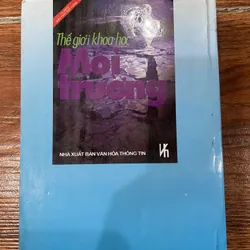 Thế giới khoa học
Môi
trường
NHÀ XUẤT BẢN VĂN HÓA THÔNG TIN